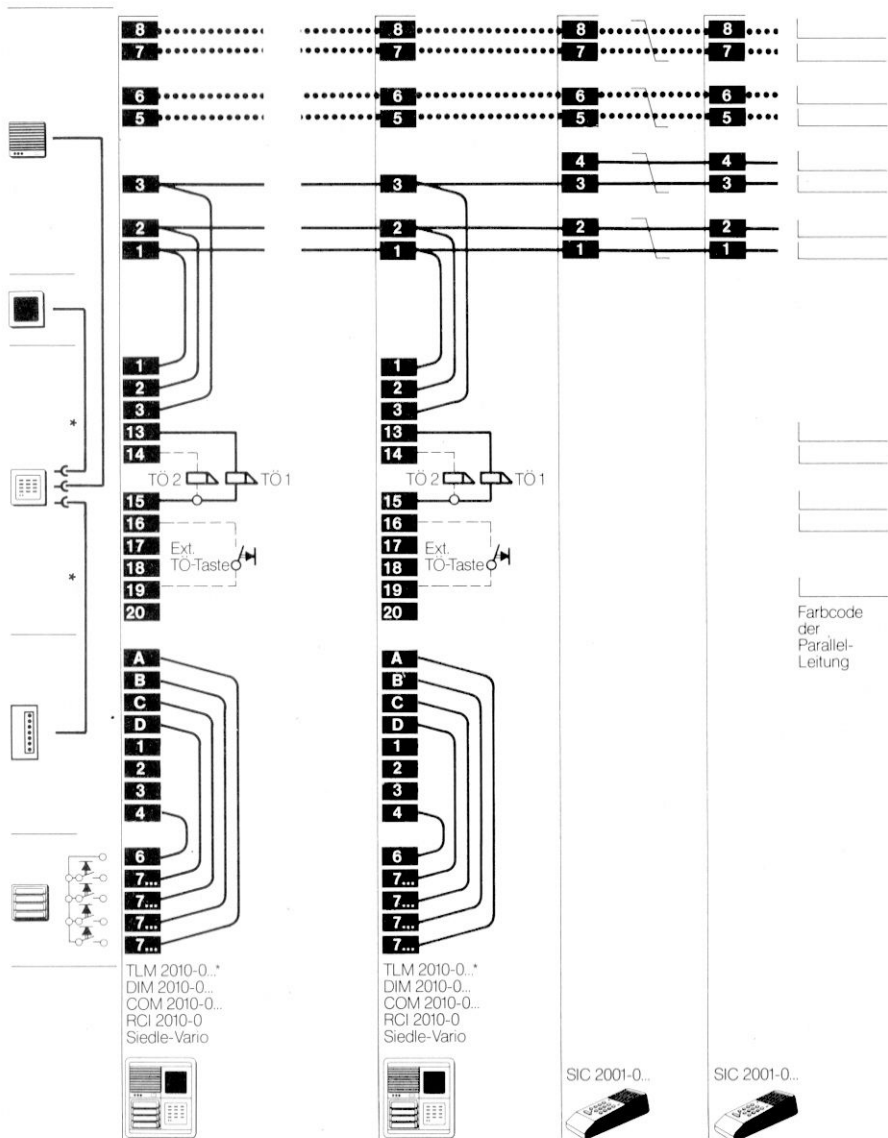 8 8 8 8
7 7 7 7
6 6 6 6
5 5 5 5
4 4
3 3 3 3
2 2 2 2
1 1 1 1
1 1
2 2
3 3
13 13
14 14
TÖ 2 TÖ 1 TÖ 2 TÖ 1
15 15
16 16
17 Ext. 17 Ext.
18 TÖ-Taste 18 TÖ-Taste
19 19
20 20
*
*
Farbcode
der
Parallel-
Leitung
A A
B B
C C
D D
1 1
2 2
3 3
4 4
6 6
7... 7...
7... 7...
7... 7...
7... 7...
TLM 2010-0...* TLM 2010-0...*
DIM 2010-0... DIM 2010-0...
COM 2010-0... COM 2010-0...
RCI 2010-0 RCI 2010-0
Siedle-Vario Siedle-Vario
SIC 2001-0... SIC 2001-0...